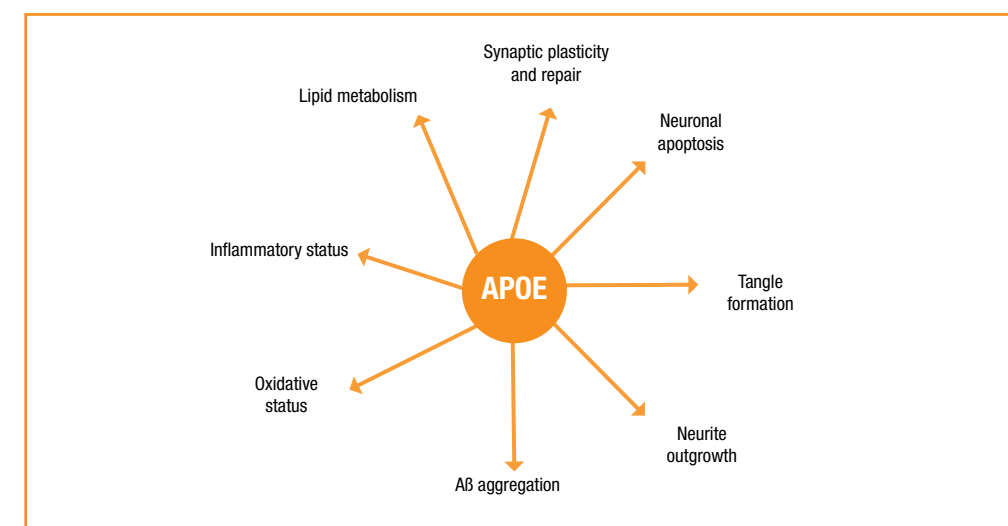 Synaptic plasticity
and repair
Lipid metabolism
Neuronal
apoptosis
Inflammatory status
APOE
Tangle
formation
Oxidative
status
Neurite
outgrowth
Aß aggregation